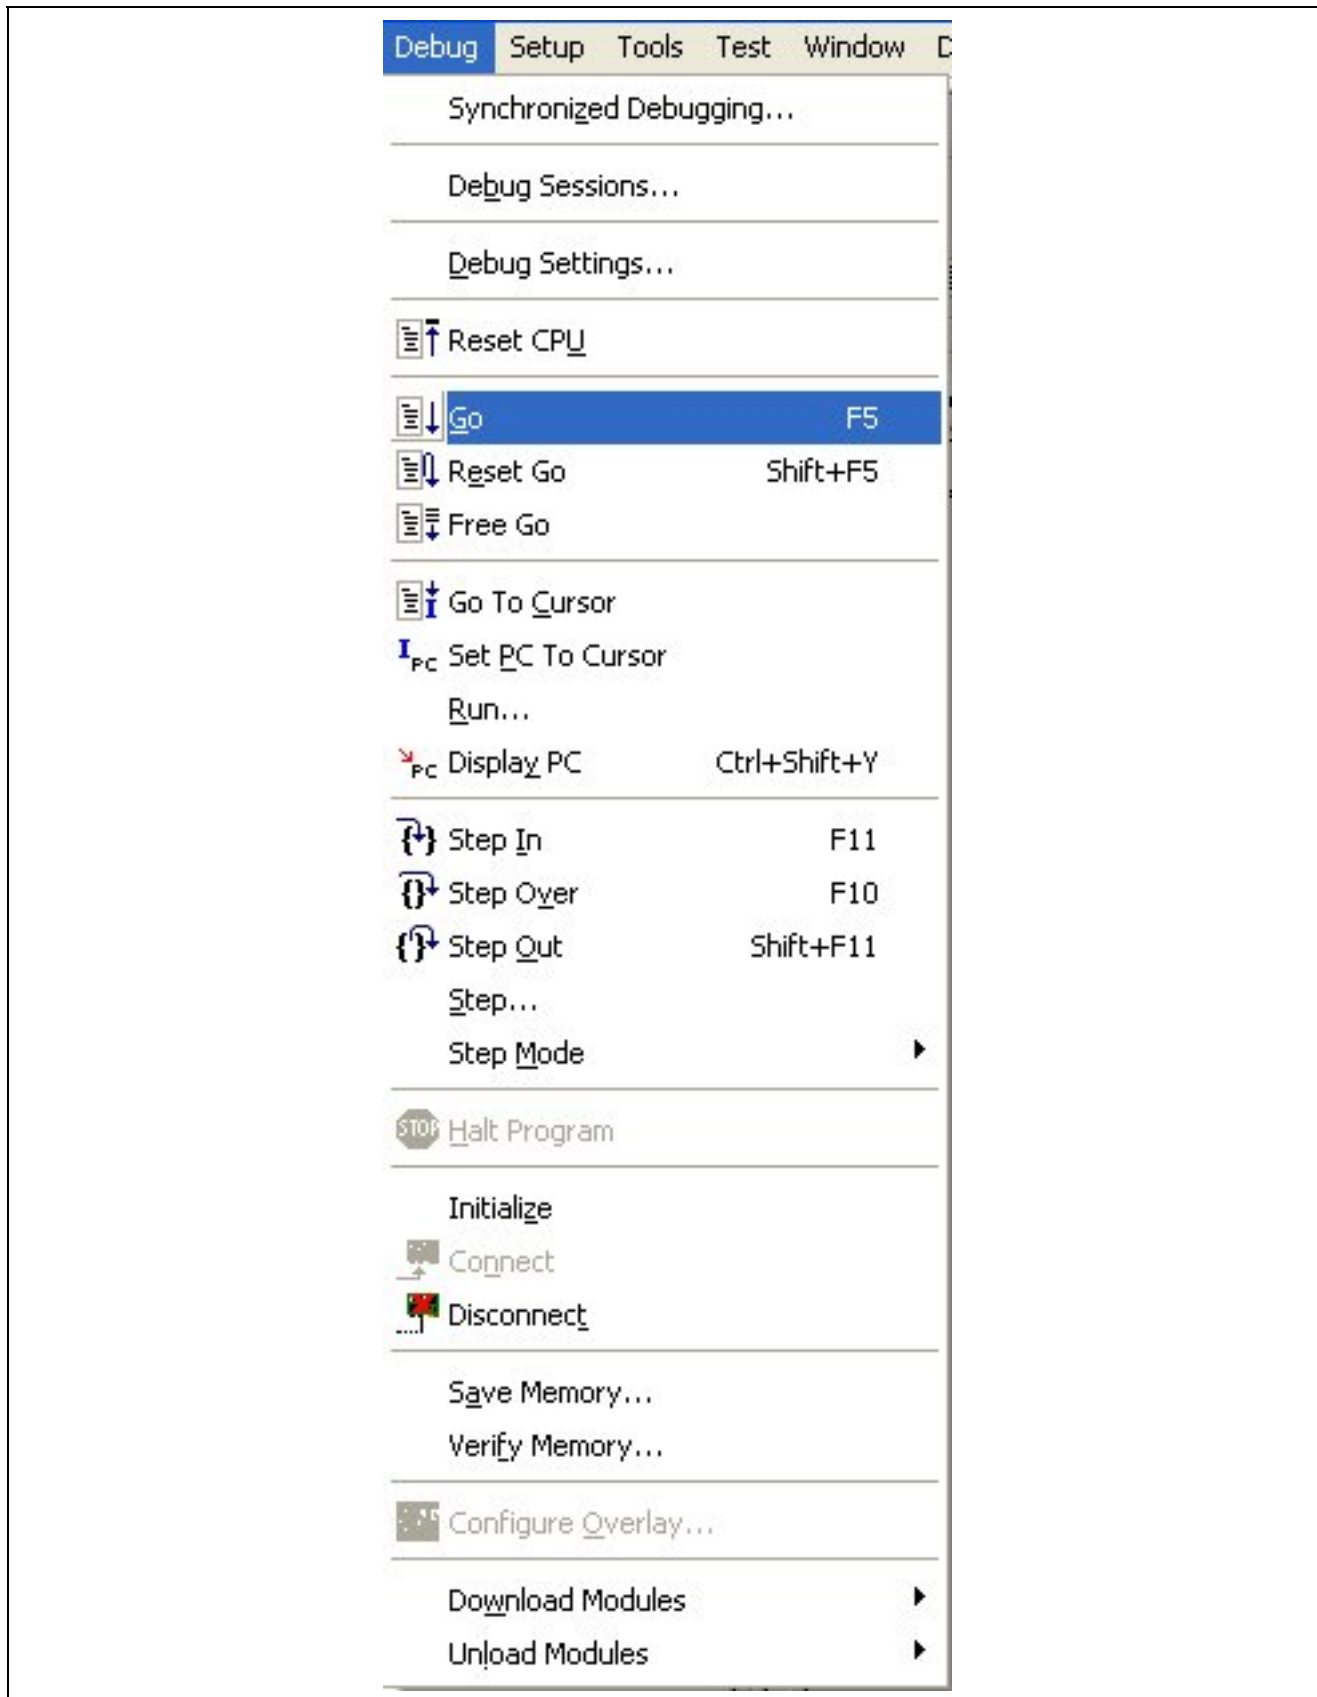 Debug Setup Tools Test Window D
Synchronized Debugging...
Debug Sessions...
Debug Settings...
Reset CPU
Go F5
Reset Go Shift+F5
Free Go
I Go To Cursor
I PC Set PC To Cursor
Run...
PC Display PC Ctrl+Shift+Y
{} Step In F11
{} Step Over F10
{} Step Out Shift+F11
Step...
Step Mode
STOP Halt Program
Initialize
Connect
Disconnect
Save Memory...
Verify Memory...
Configure Overlay...
Download Modules
Unload Modules